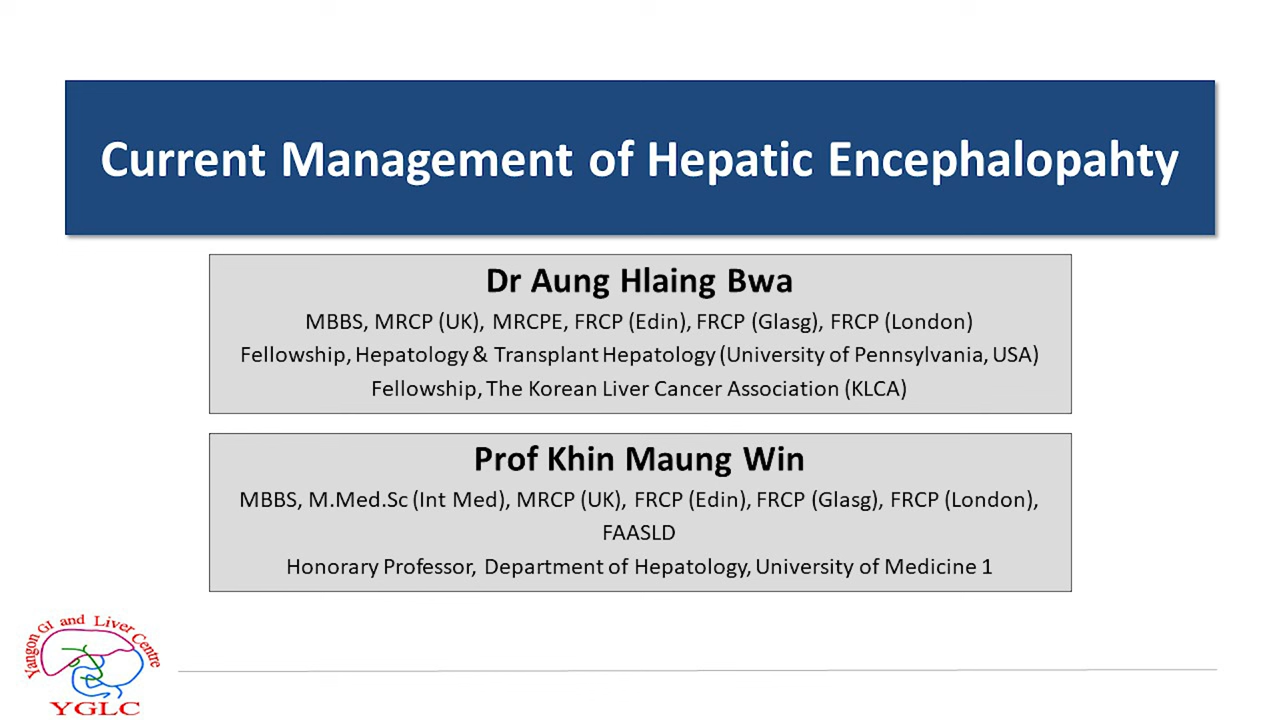 Current Management of Hepatic Encephalopahty
Dr Aung Hlaing Bwa
MBBS, MRCP (UK), MRCPE, FRCP (Edin), FRCP (Glasg), FRCP (London)
Fellowship, Hepatology & Transplant Hepatology (University of Pennsylvania, USA)
Fellowship, The Korean Liver Cancer Association (KLCA)
Prof Khin Maung Win
MBBS, M.Med.Sc (Int Med), MRCP (UK), FRCP (Edin), FRCP (Glasg), FRCP (London),
FAASLD
Honorary Professor, Department of Hepatology, University of Medicine 1
Yangon GI and Liver Centre
YGLC